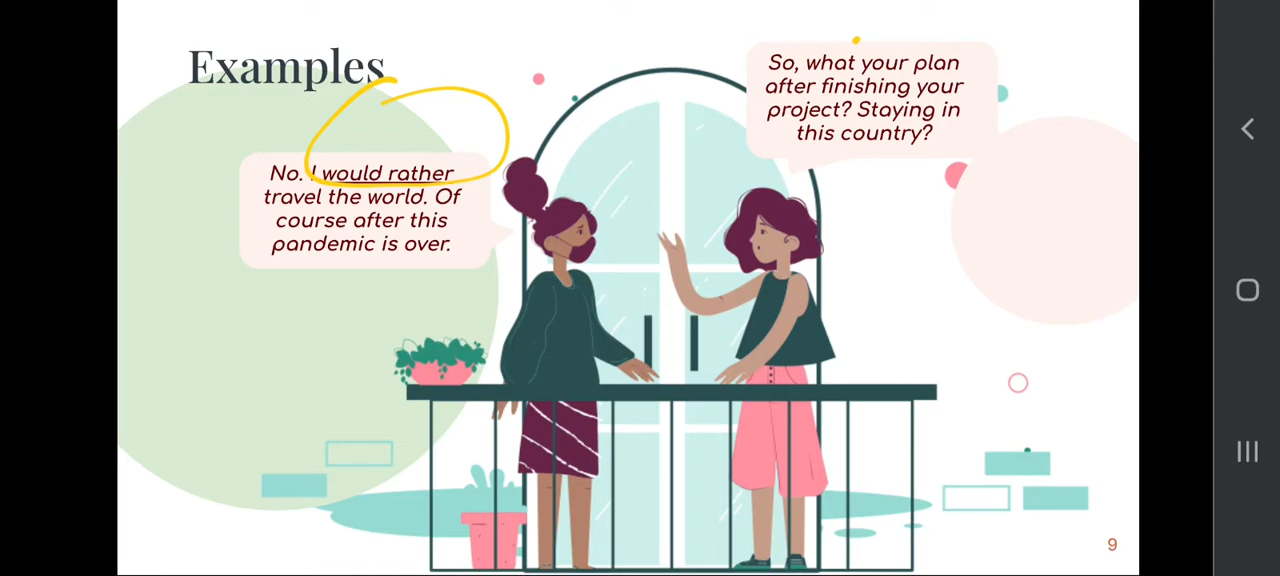 Examples
So, what your plan
after finishing your
project? Staying in
this country?
No. I would rather
travel the world. Of
course after this
pandemic is over.
9